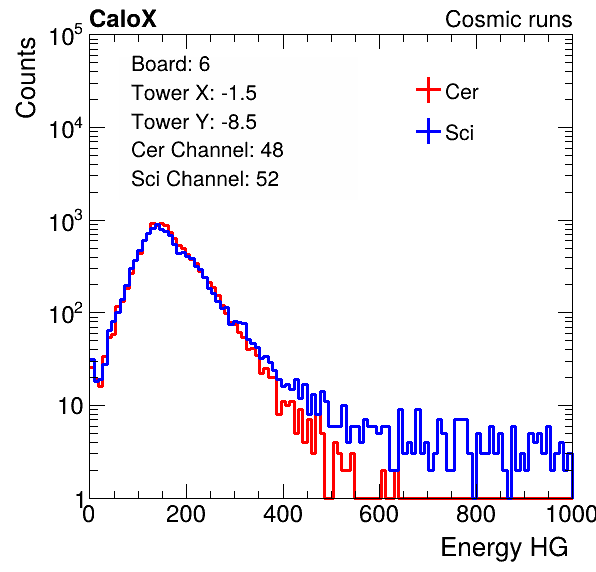 CaloX Cosmic runs
Counts
10^5
10^4
10^3
10^2
10
1
Board: 6
Tower X: -1.5
Tower Y: -8.5
Cer Channel: 48
Sci Channel: 52
Cer
Sci
0 200 400 600 800 1000
Energy HG